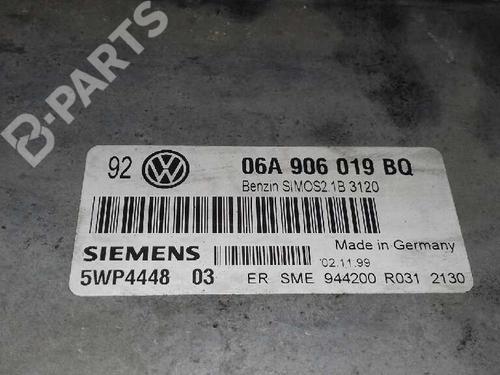 B-PARTS
92 VW 06A 906 019 BQ
Benzin SIMOS2.1B 3120
SIEMENS
Made in Germany
'02.11.99
5WP4448 03 ER SME 944200 R031 2130